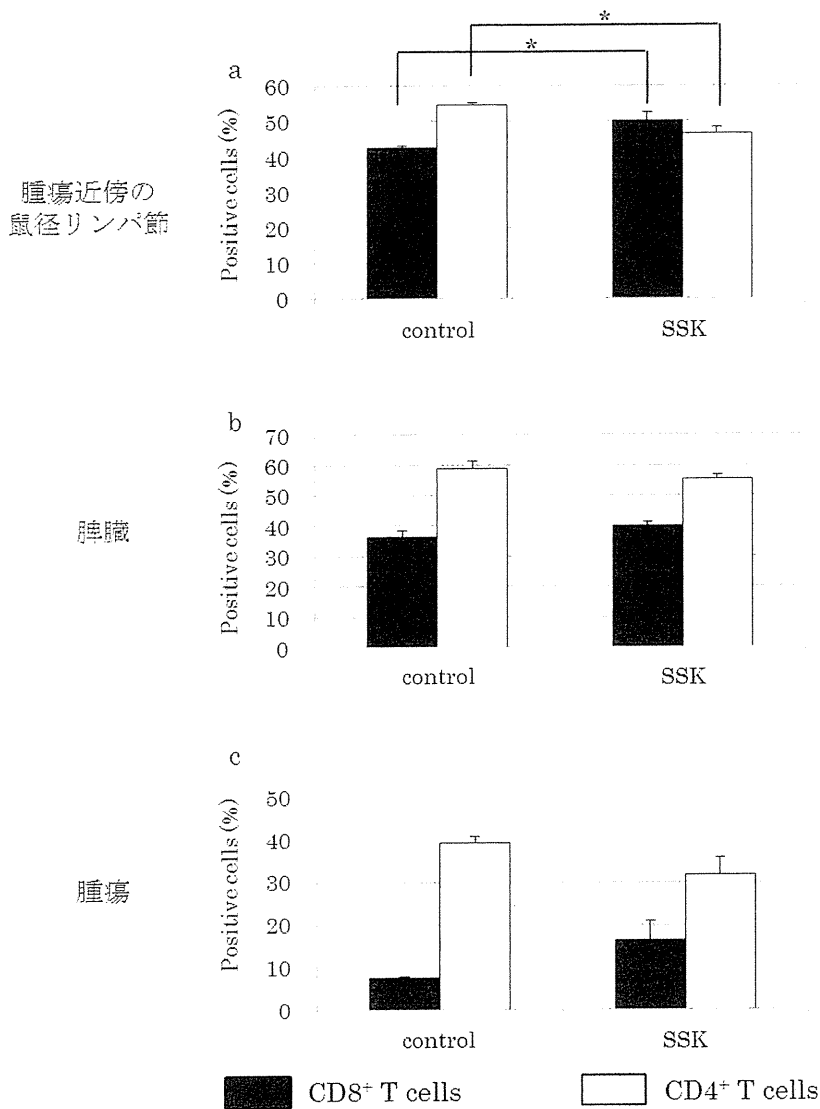 * 
*
a
腫瘍近傍の
鼠径リンパ節
Positive cells (%)
60
50
40
30
20
10
0
control
SSK
b
脾臓
Positive cells (%)
70
60
50
40
30
20
10
0
control
SSK
c
腫瘍
Positive cells (%)
50
40
30
20
10
0
control
SSK
CD8⁺ T cells
CD4⁺ T cells